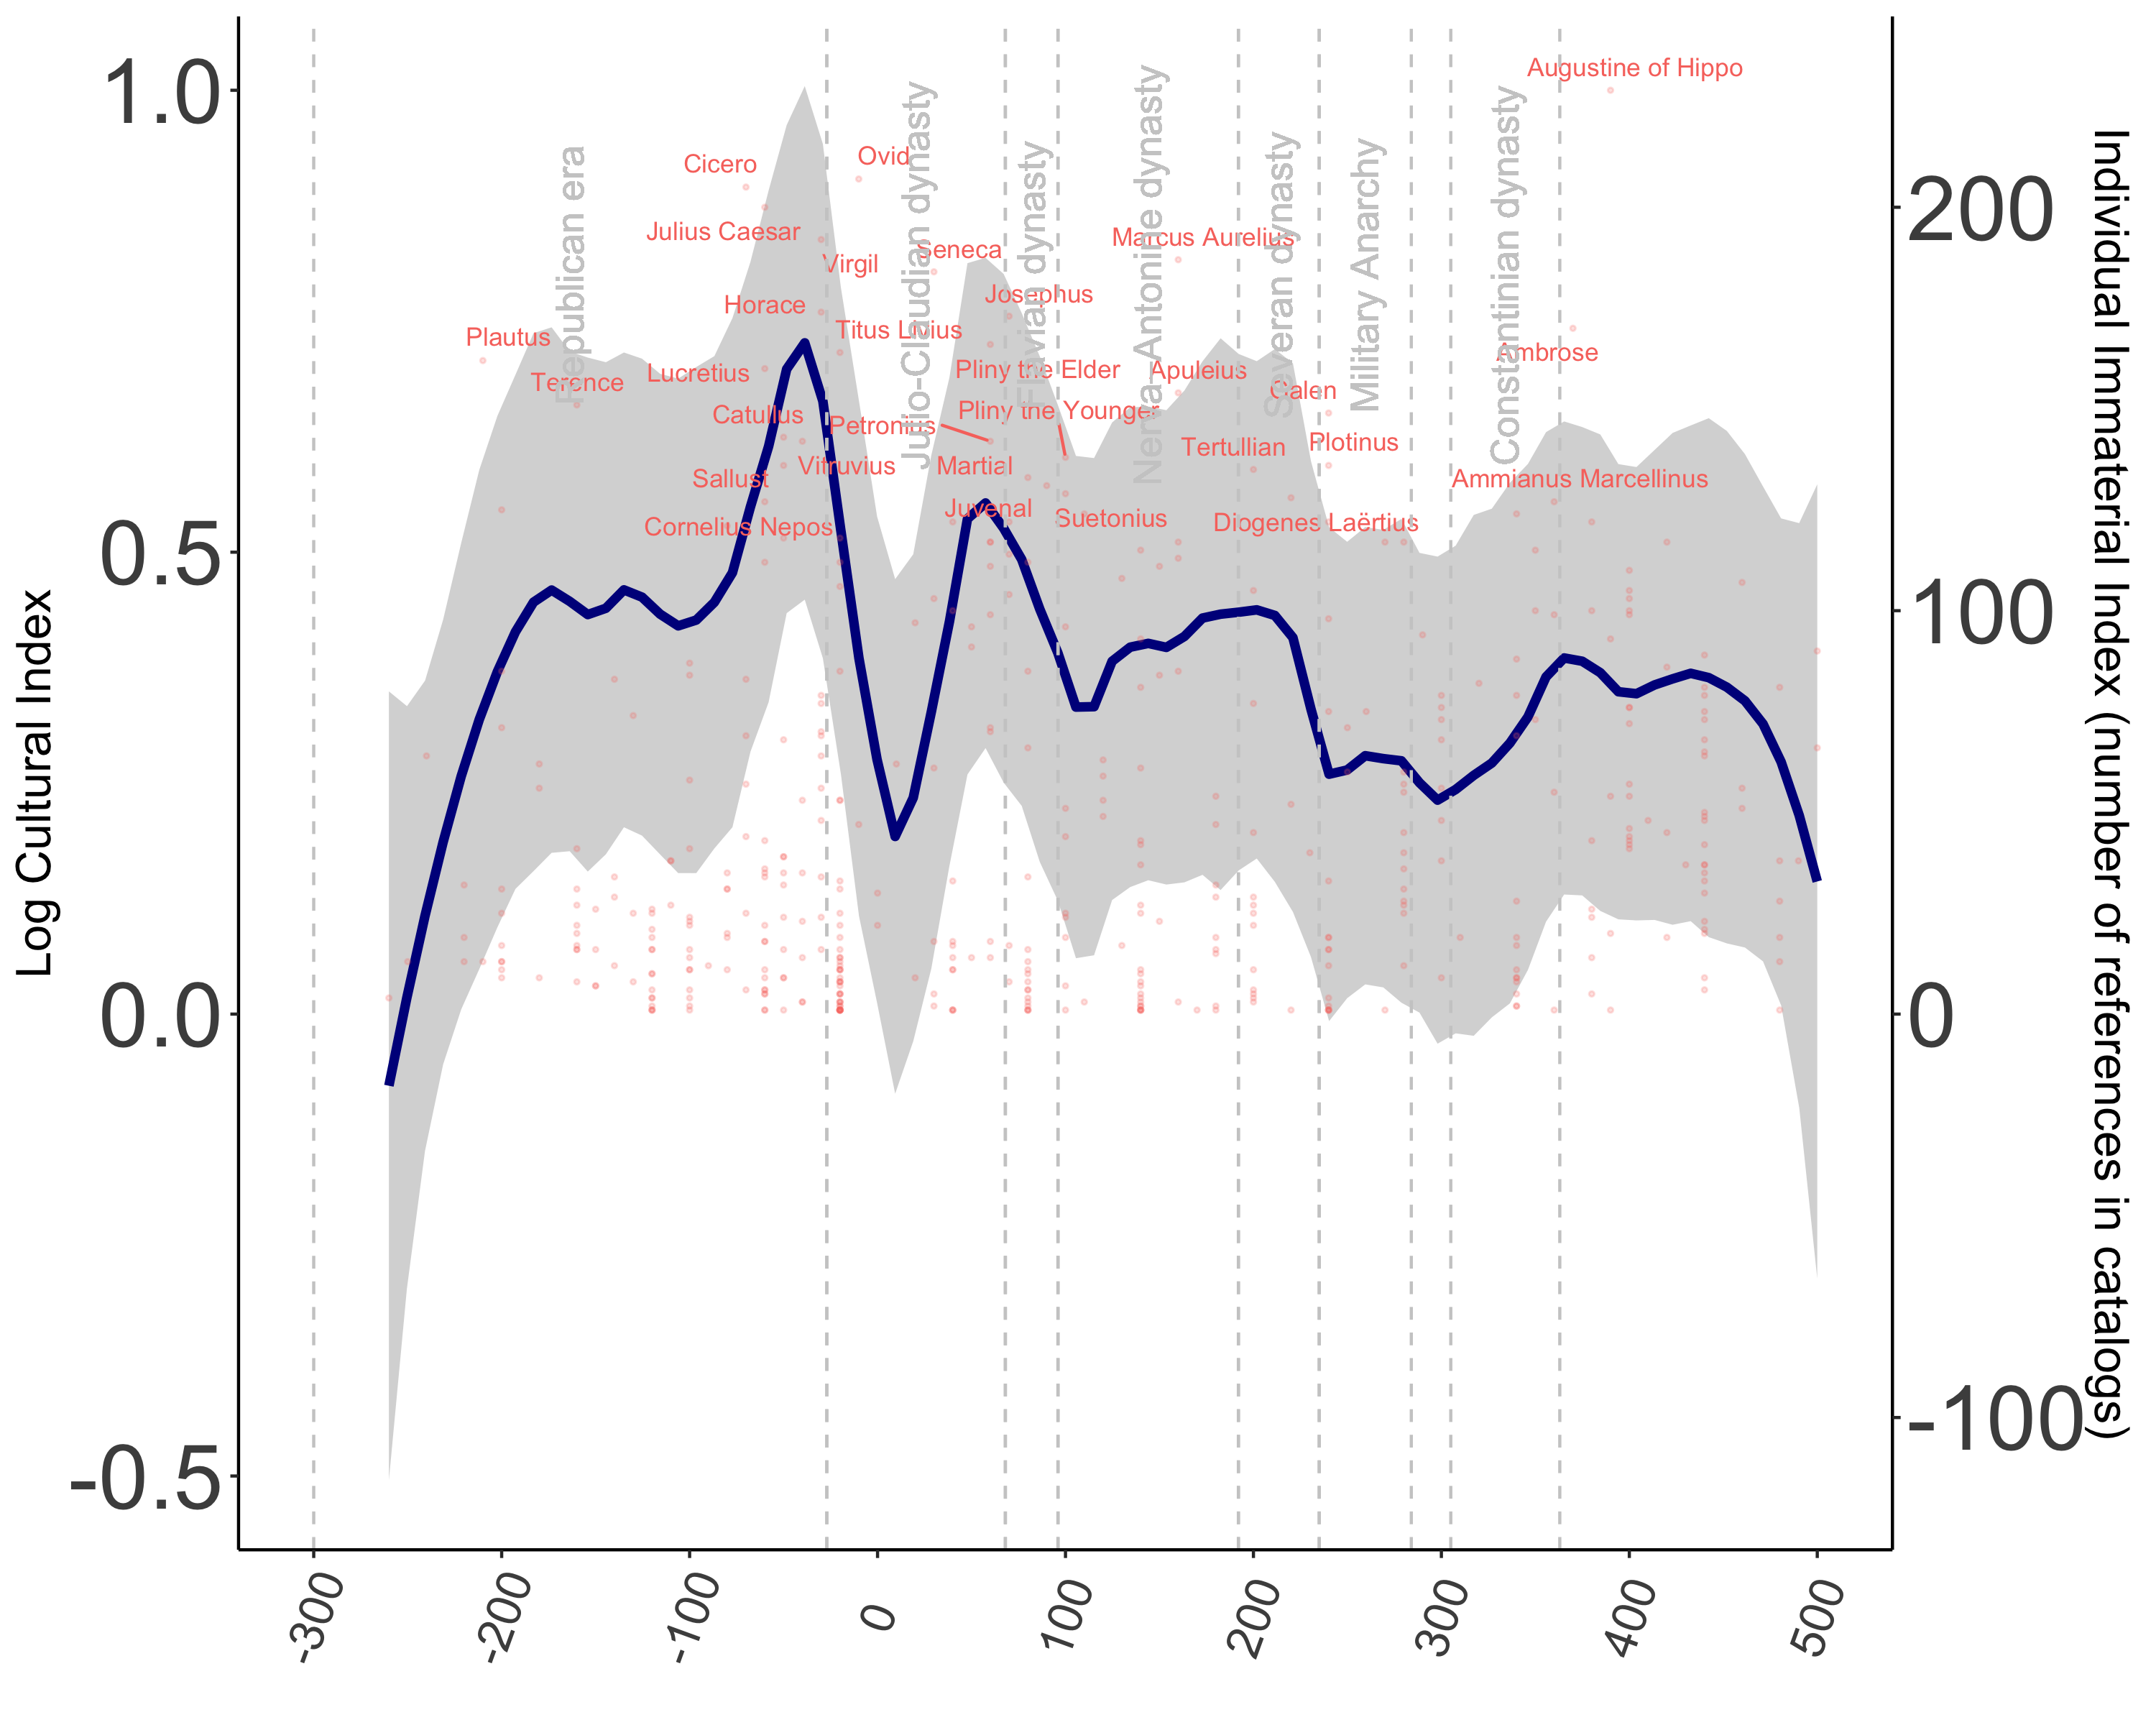 Augustine of Hippo
1.0
Cicero
Ovid
Republican era
Julio-Claudian dynasty
Flavian dynasty
Nerva-Antonine dynasty
Severan dynasty
Military Anarchy
Constantinian dynasty
200
Julius Caesar
Marcus Aurelius
Seneca
Virgil
Horace
Josephus
Titus Livius
Plautus
Ambrose
Lucretius
Pliny the Elder
Apuleius
Terence
Galen
Catullus
Pliny the Younger
Petronius
Plotinus
Tertullian
Vitruvius
Martial
Sallust
Ammianus Marcellinus
Juvenal
Suetonius
Cornelius Nepos
Diogenes Laërtius
0.5
100
Log Cultural Index
Individual Immaterial Index (number of references in catalogs)
0.0
0
-100
-0.5
-300
-200
-100
0
100
200
300
400
500